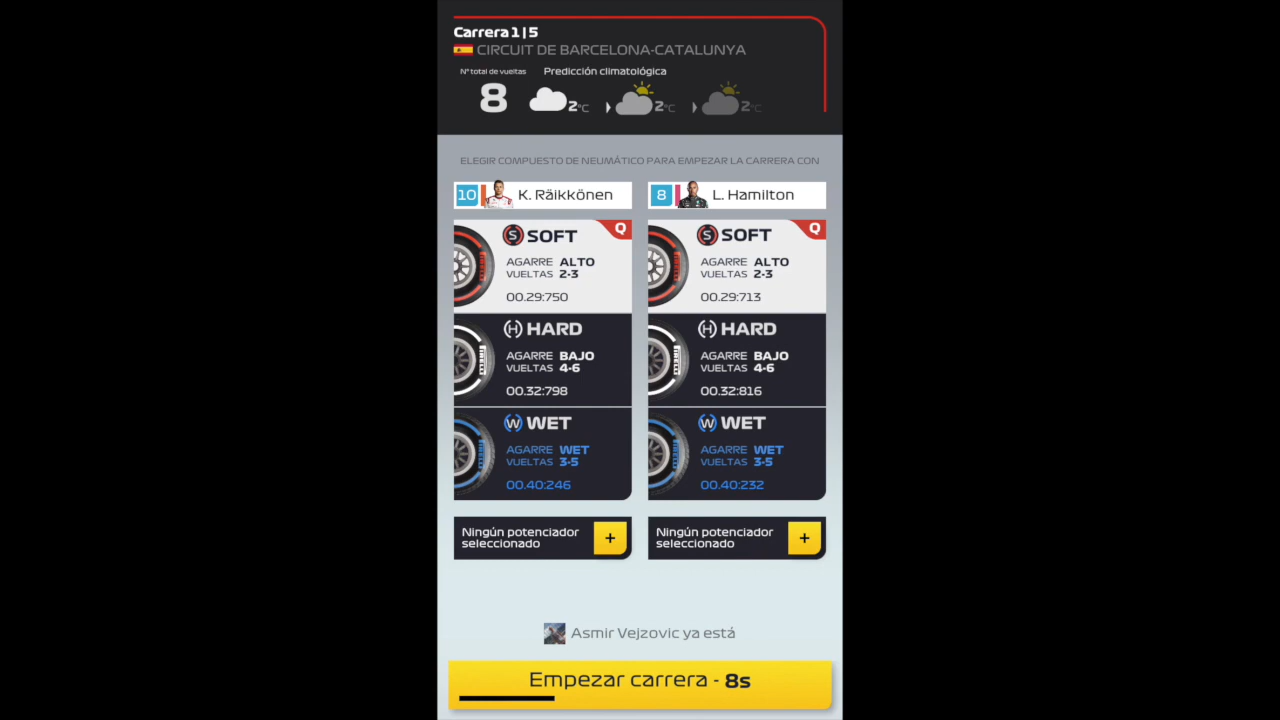 Carrera 1 | 5
CIRCUIT DE BARCELONA-CATALUNYA
Nº total de vueltas
Predicción climatológica
8
2°C
2°C
2°C
ELEGIR COMPUESTO DE NEUMÁTICO PARA EMPEZAR LA CARRERA CON
10 K. Räikkönen
Q
S SOFT
AGARRE ALTO
VUELTAS 2-3
00.29:750
H HARD
AGARRE BAJO
VUELTAS 4-6
00.32:798
W WET
AGARRE WET
VUELTAS 3-5
00.40:246
Ningún potenciador
seleccionado
+
8 L. Hamilton
Q
S SOFT
AGARRE ALTO
VUELTAS 2-3
00.29:713
H HARD
AGARRE BAJO
VUELTAS 4-6
00.32:816
W WET
AGARRE WET
VUELTAS 3-5
00.40:232
Ningún potenciador
seleccionado
+
Asmir Vejzovic ya está
Empezar carrera - 8s